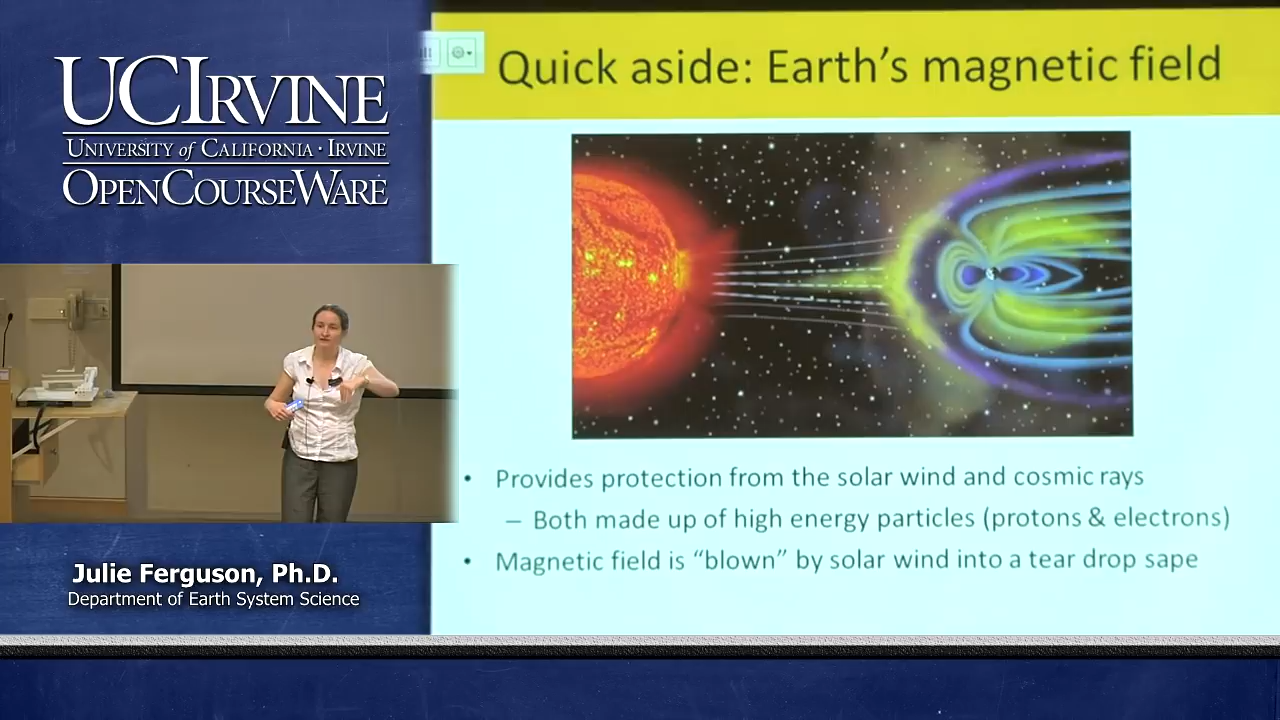 UCIRVINE
UNIVERSITY of CALIFORNIA · IRVINE
OPENCOURSEWARE
Quick aside: Earth's magnetic field
• Provides protection from the solar wind and cosmic rays
– Both made up of high energy particles (protons & electrons)
• Magnetic field is "blown" by solar wind into a tear drop sape
Julie Ferguson, Ph.D.
Department of Earth System Science